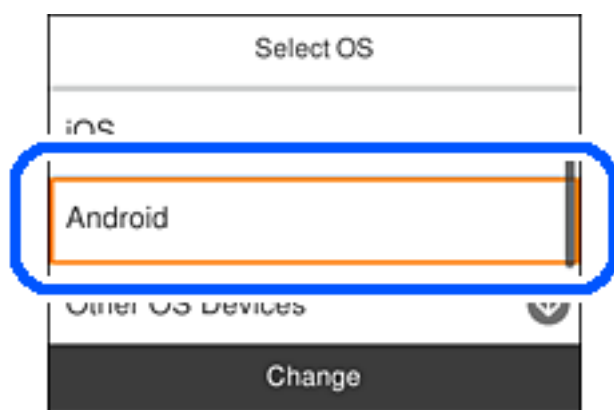 Select OS
iOS
Android
Other OS Devices
Change